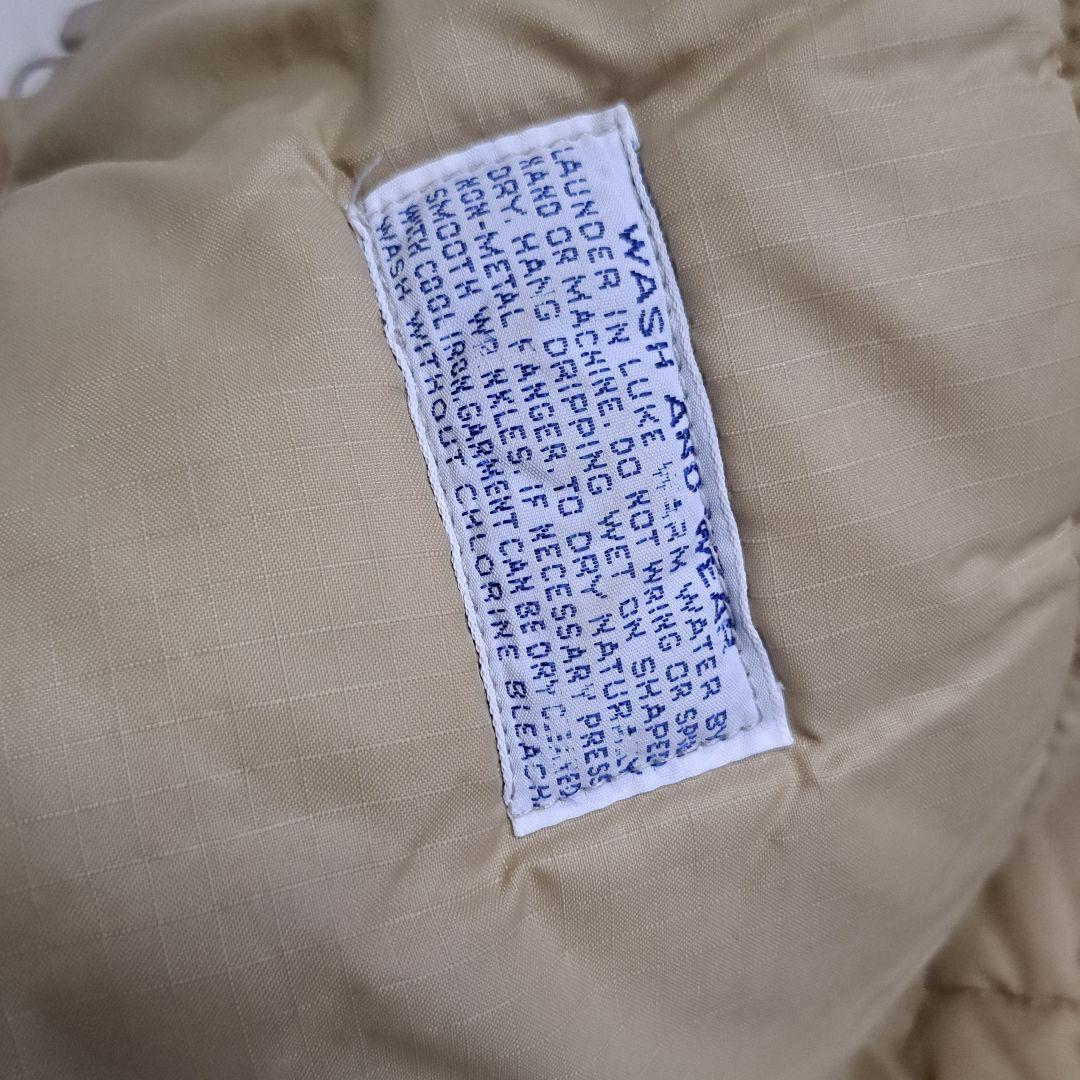 WASH AND WEAR
LAUNDER IN LUKE WARM WATER BY
HAND OR MACHINE. DO NOT WRING OR SPIN
DRY. HANG DRIPPING WET ON SHAPED
NON-METAL HANGER. TO DRY NATURALLY
SMOOTH WRINKLES. IF NECESSARY PRESS
WITH COOL IRON GARMENT CAN BE DRY CLEANED
WASH WITHOUT CHLORINE BLEACH.